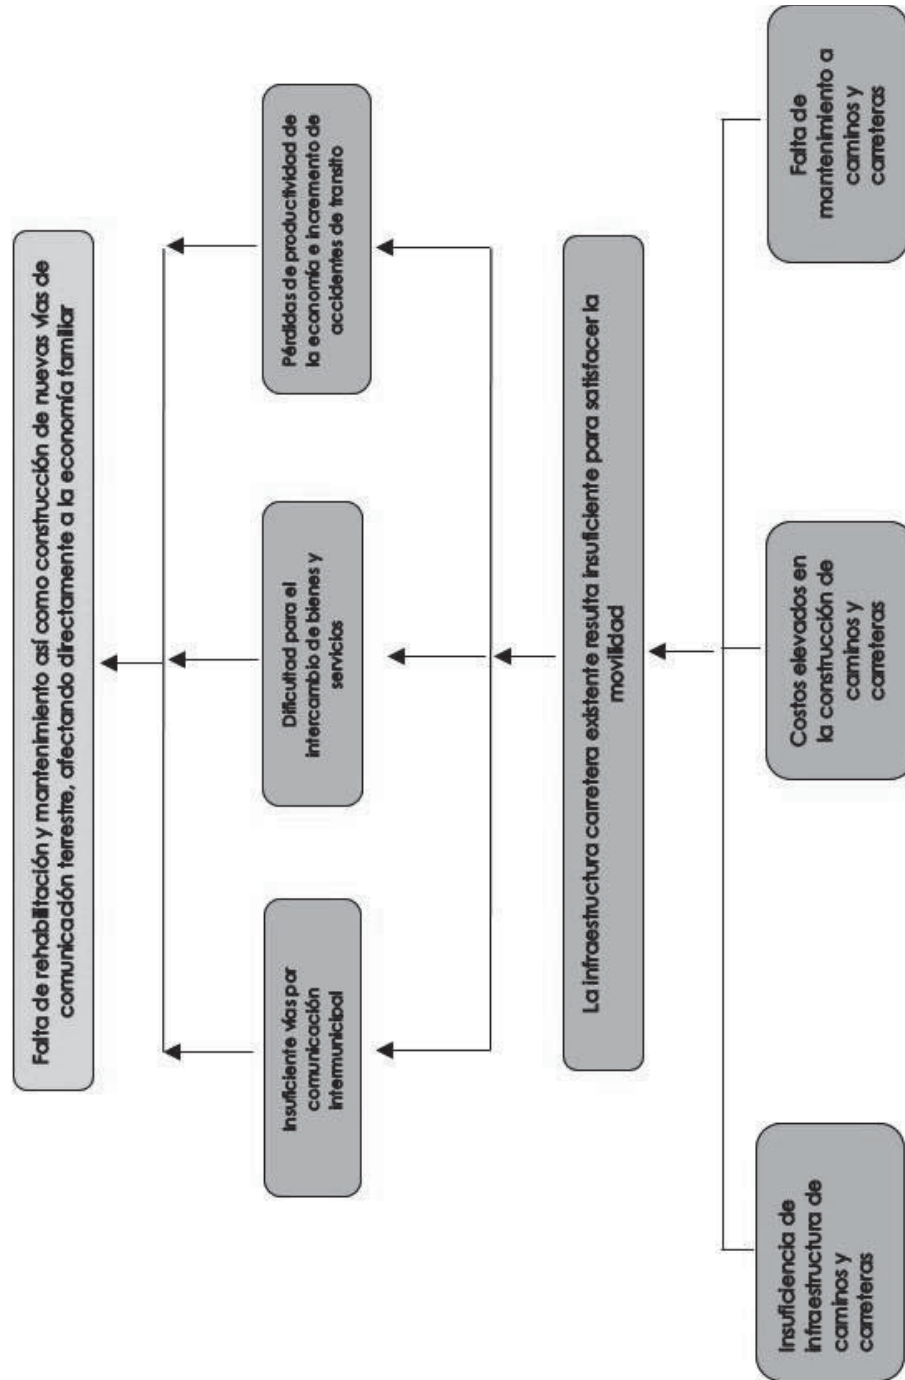 Falta de rehabilitación y mantenimiento así como construcción de nuevas vías de
comunicación terrestre, afectando directamente a la economía familiar
Insuficiente vías por
comunicación
intermunicipal
Dificultad para el
intercambio de bienes y
servicios
Pérdidas de productividad de
la economía e incremento de
accidentes de transito
La infraestructura carretera existente resulta insuficiente para satisfacer la
movilidad
Insuficiencia de
infraestructura de
caminos y
carreteras
Costos elevados en
la construcción de
caminos y
carreteras
Falta de
mantenimiento a
caminos y
carreteras